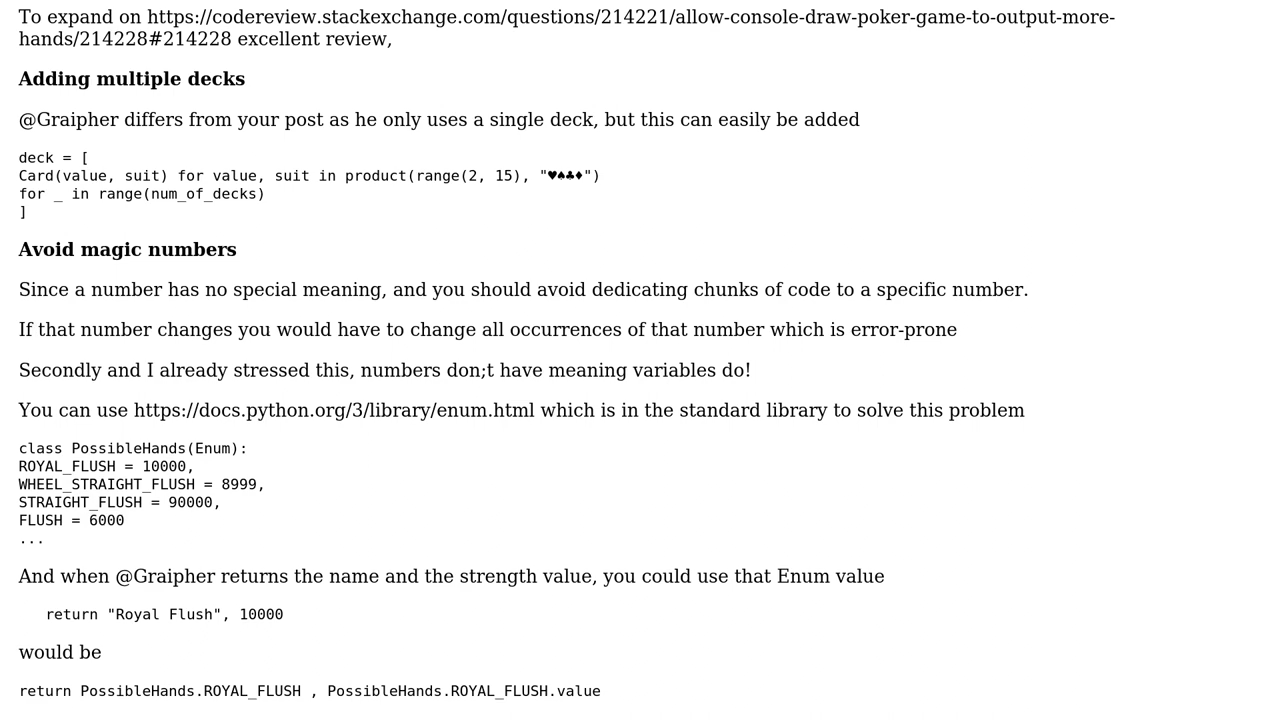 To expand on https://codereview.stackexchange.com/questions/214221/allow-console-draw-poker-game-to-output-more-
hands/214228#214228 excellent review,
Adding multiple decks
@Graipher differs from your post as he only uses a single deck, but this can easily be added
deck = [
Card(value, suit) for value, suit in product(range(2, 15), "♥♠♣♦")
for _ in range(num_of_decks)
]
Avoid magic numbers
Since a number has no special meaning, and you should avoid dedicating chunks of code to a specific number.
If that number changes you would have to change all occurrences of that number which is error-prone
Secondly and I already stressed this, numbers don;t have meaning variables do!
You can use https://docs.python.org/3/library/enum.html which is in the standard library to solve this problem
class PossibleHands(Enum):
ROYAL_FLUSH = 10000,
WHEEL_STRAIGHT_FLUSH = 8999,
STRAIGHT_FLUSH = 90000,
FLUSH = 6000
...
And when @Graipher returns the name and the strength value, you could use that Enum value
return "Royal Flush", 10000
would be
return PossibleHands.ROYAL_FLUSH , PossibleHands.ROYAL_FLUSH.value